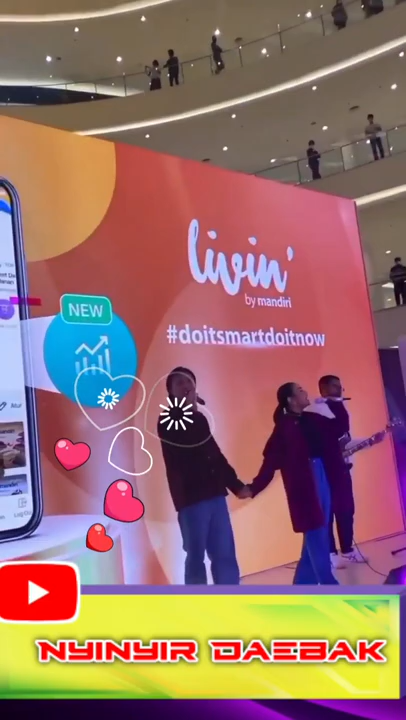 livin'
by mandiri
#doitsmartdoitnow
NEW
NYINYIR DAEBAK